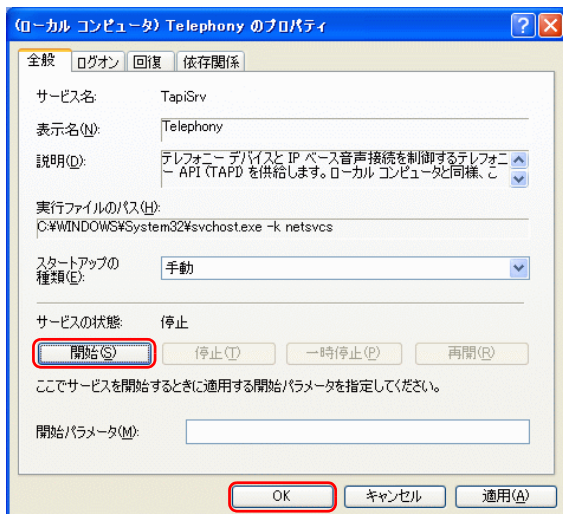 (ローカル コンピュータ) Telephony のプロパティ
全般 ログオン 回復 依存関係
サービス名: TapiSrv
表示名(N): Telephony
説明(D): テレフォニー デバイスと IP ベース音声接続を制御するテレフォニ
ー API (TAPI) を供給します。ローカル コンピュータと同様、こ
実行ファイルのパス(H):
C:¥WINDOWS¥System32¥svchost.exe -k netsvcs
スタートアップの
種類(E): 手動
サービスの状態: 停止
開始(S) 停止(T) 一時停止(P) 再開(R)
ここでサービスを開始するときに適用する開始パラメータを指定してください。
開始パラメータ(M):
OK キャンセル 適用(A)